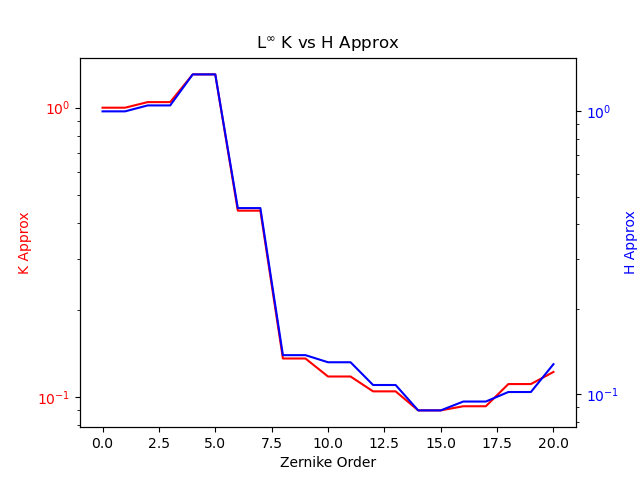 L∞ K vs H Approx
10⁰
10⁻¹
K Approx
10⁰
10⁻¹
H Approx
0.0 2.5 5.0 7.5 10.0 12.5 15.0 17.5 20.0
Zernike Order